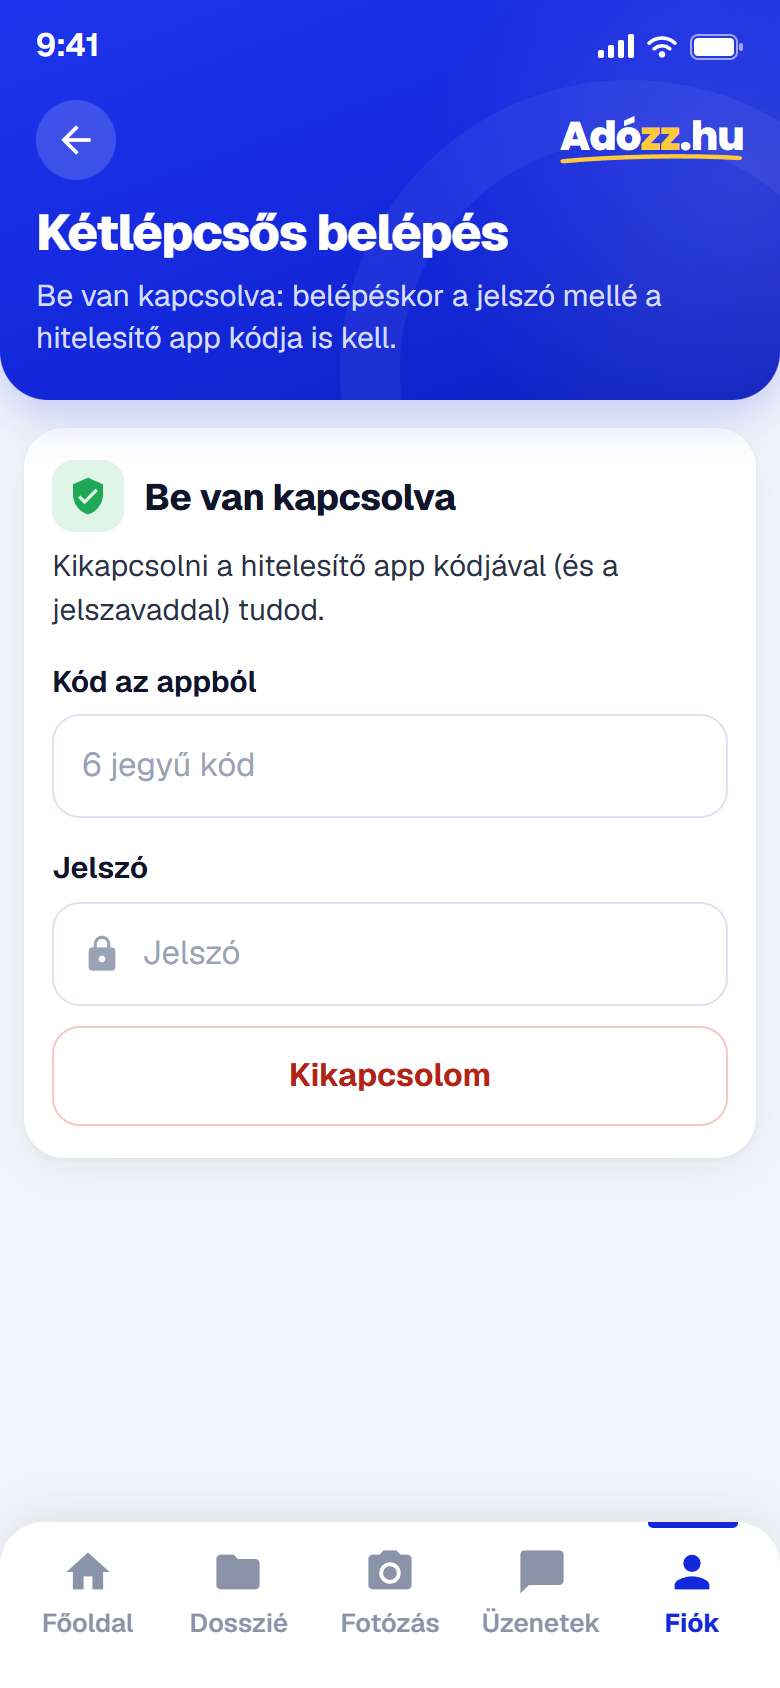 9:41
Adózz.hu
Kétlépcsős belépés
Be van kapcsolva: belépéskor a jelszó mellé a
hitelesítő app kódja is kell.
Be van kapcsolva
Kikapcsolni a hitelesítő app kódjával (és a
jelszavaddal) tudod.
Kód az appból
6 jegyű kód
Jelszó
Jelszó
Kikapcsolom
Főoldal
Dosszié
Fotózás
Üzenetek
Fiók